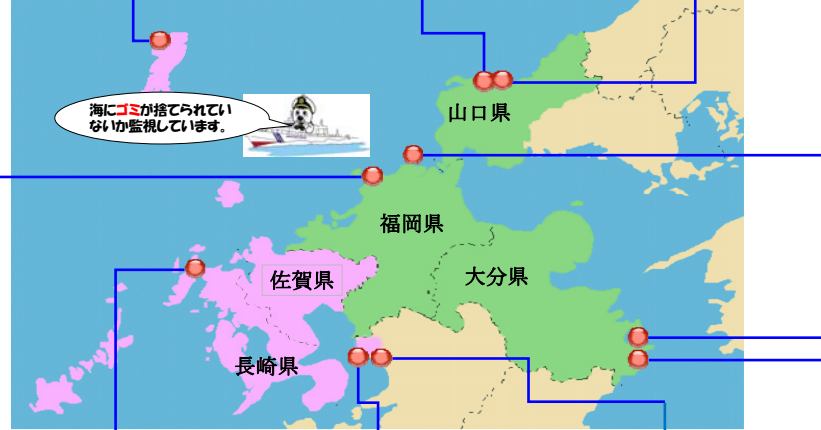 海にゴミが捨てられてい
ないか監視しています。
山口県
福岡県
大分県
佐賀県
長崎県